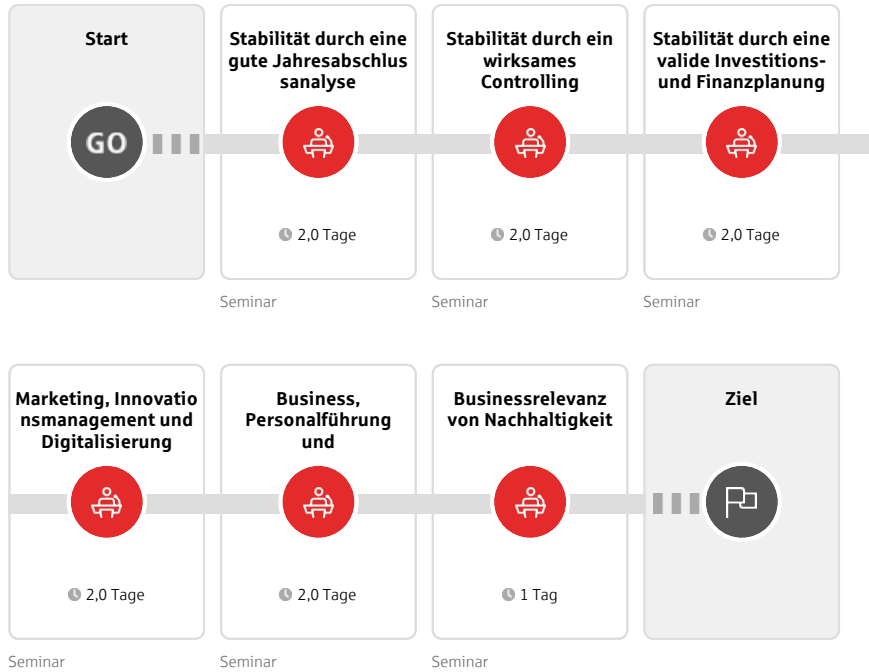 Start
GO
Stabilität durch eine
gute Jahresabschlus
sanalyse
2,0 Tage
Seminar
Stabilität durch ein
wirksames
Controlling
2,0 Tage
Seminar
Stabilität durch eine
valide Investitions-
und Finanzplanung
2,0 Tage
Seminar
Marketing, Innovatio
nsmanagement und
Digitalisierung
2,0 Tage
Seminar
Business,
Personalführung
und
2,0 Tage
Seminar
Businessrelevanz
von Nachhaltigkeit
1 Tag
Seminar
Ziel